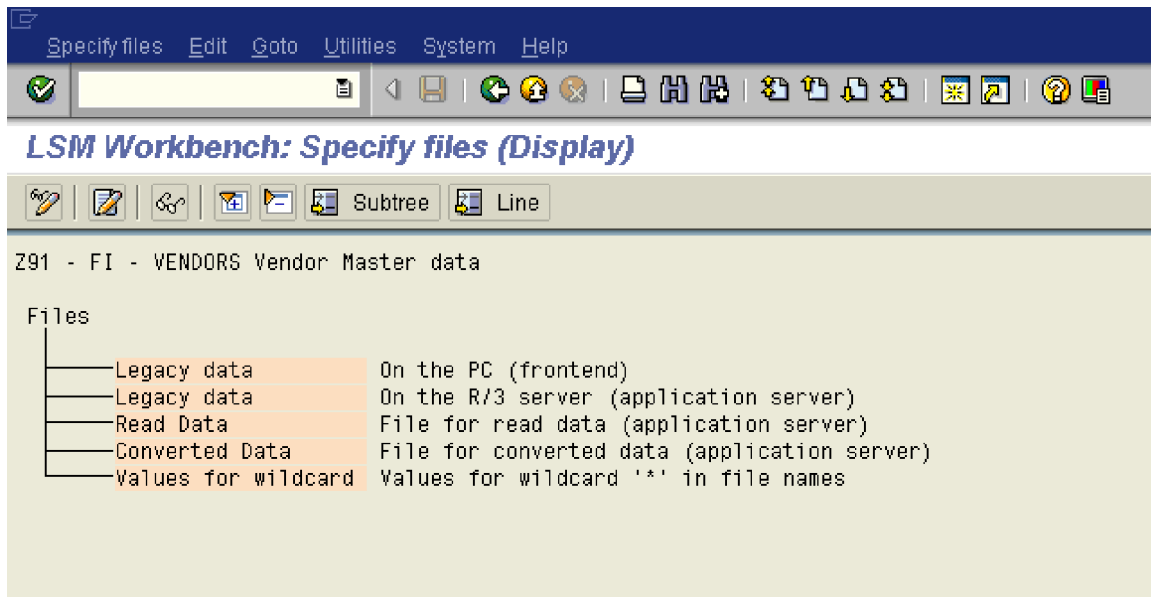 Specify files Edit Goto Utilities System Help
LSM Workbench: Specify files (Display)
Subtree Line
Z91 - FI - VENDORS Vendor Master data
Files
Legacy data On the PC (frontend)
Legacy data On the R/3 server (application server)
Read Data File for read data (application server)
Converted Data File for converted data (application server)
Values for wildcard Values for wildcard '*' in file names